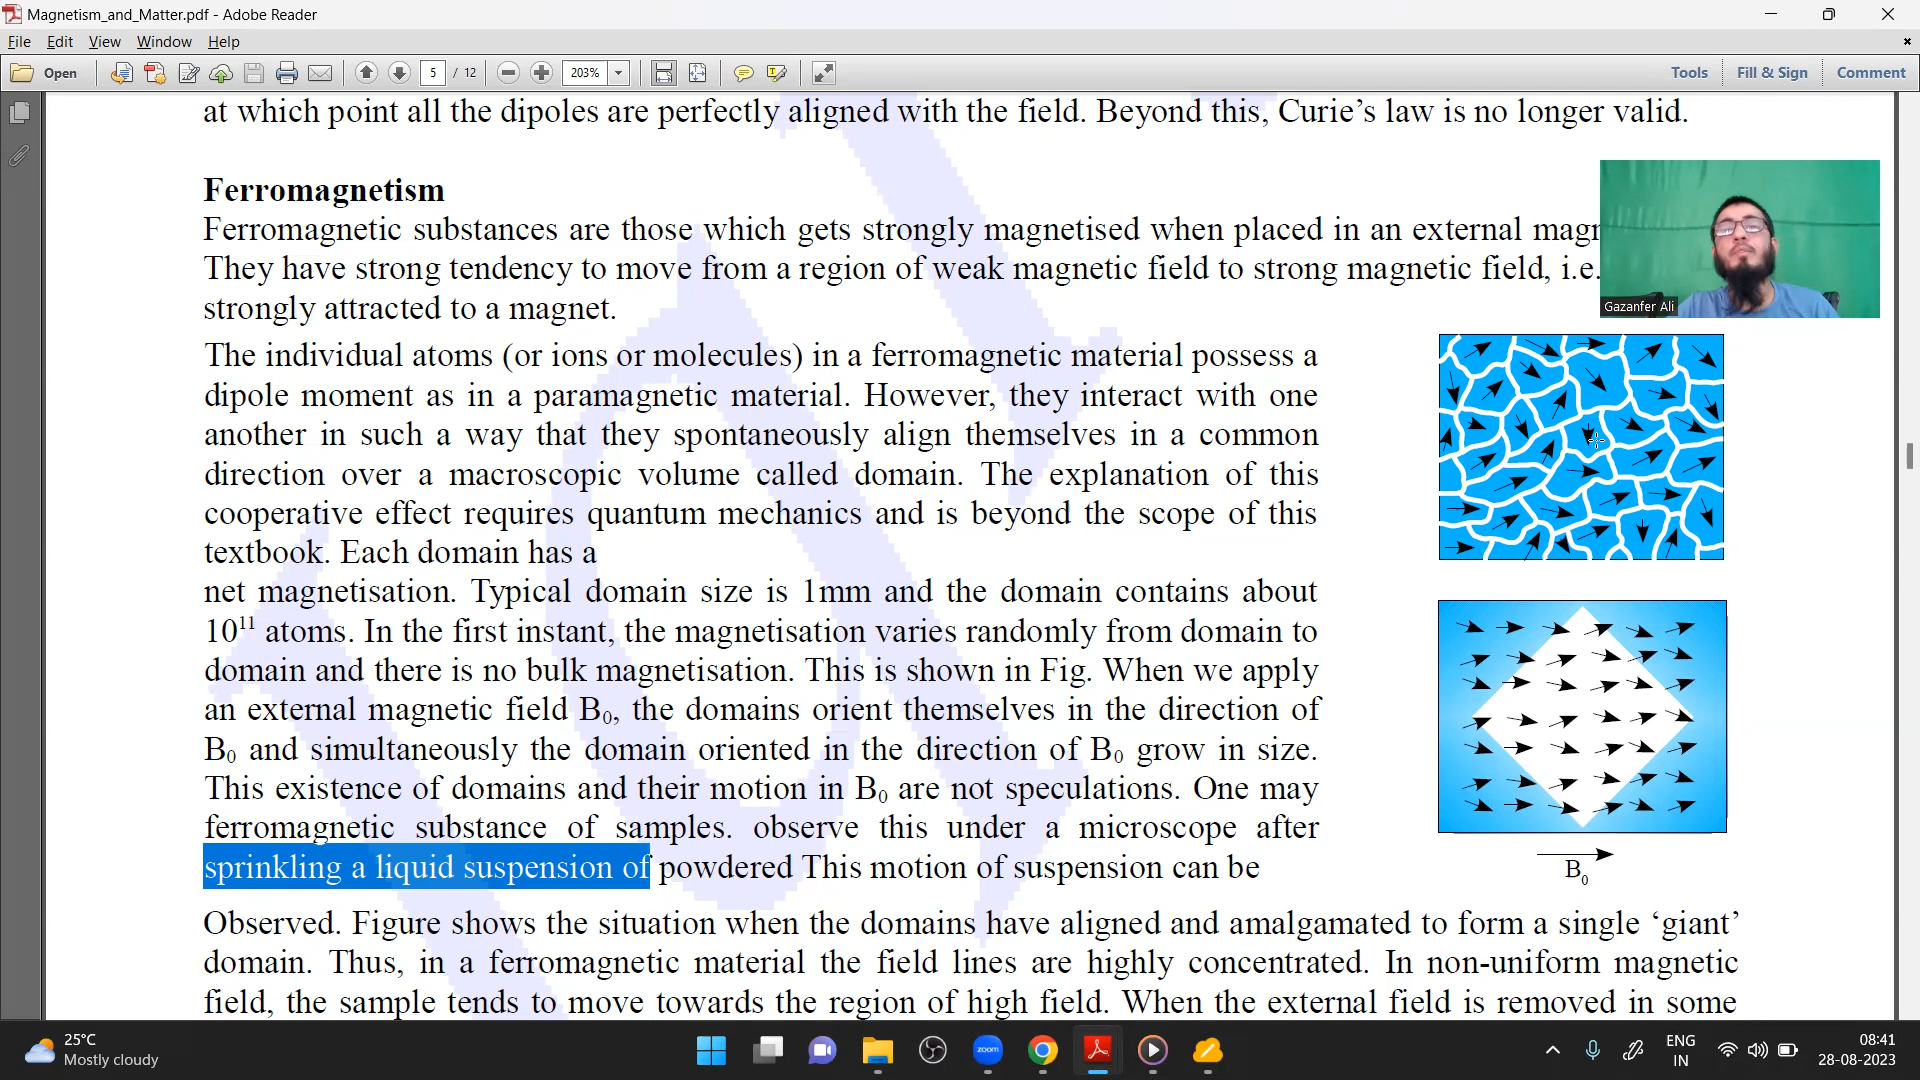 Magnetism_and_Matter.pdf - Adobe Reader
File Edit View Window Help
Open 5 / 12 203% Tools Fill & Sign Comment
at which point all the dipoles are perfectly aligned with the field. Beyond this, Curie's law is no longer valid.
Ferromagnetism
Ferromagnetic substances are those which gets strongly magnetised when placed in an external magr
They have strong tendency to move from a region of weak magnetic field to strong magnetic field, i.e.
strongly attracted to a magnet.
Gazanfer Ali
The individual atoms (or ions or molecules) in a ferromagnetic material possess a
dipole moment as in a paramagnetic material. However, they interact with one
another in such a way that they spontaneously align themselves in a common
direction over a macroscopic volume called domain. The explanation of this
cooperative effect requires quantum mechanics and is beyond the scope of this
textbook. Each domain has a
net magnetisation. Typical domain size is 1mm and the domain contains about
10¹¹ atoms. In the first instant, the magnetisation varies randomly from domain to
domain and there is no bulk magnetisation. This is shown in Fig. When we apply
an external magnetic field B₀, the domains orient themselves in the direction of
B₀ and simultaneously the domain oriented in the direction of B₀ grow in size.
This existence of domains and their motion in B₀ are not speculations. One may
ferromagnetic substance of samples. observe this under a microscope after
sprinkling a liquid suspension of powdered This motion of suspension can be
B₀
Observed. Figure shows the situation when the domains have aligned and amalgamated to form a single ‘giant’
domain. Thus, in a ferromagnetic material the field lines are highly concentrated. In non-uniform magnetic
field, the sample tends to move towards the region of high field. When the external field is removed in some
25°C
Mostly cloudy
zoom
ENG
IN
08:41
28-08-2023